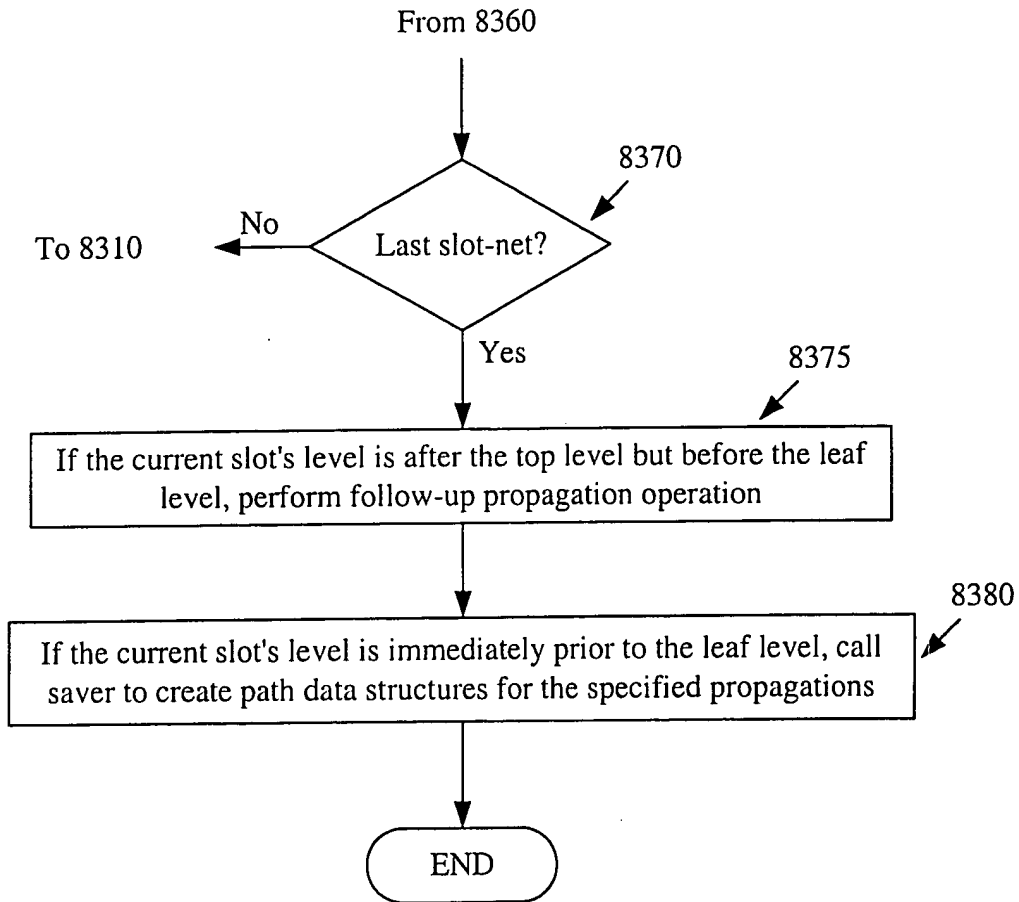 From 8360
8370
No
To 8310
Last slot-net?
Yes
8375
If the current slot's level is after the top level but before the leaf
level, perform follow-up propagation operation
8380
If the current slot's level is immediately prior to the leaf level, call
saver to create path data structures for the specified propagations
END